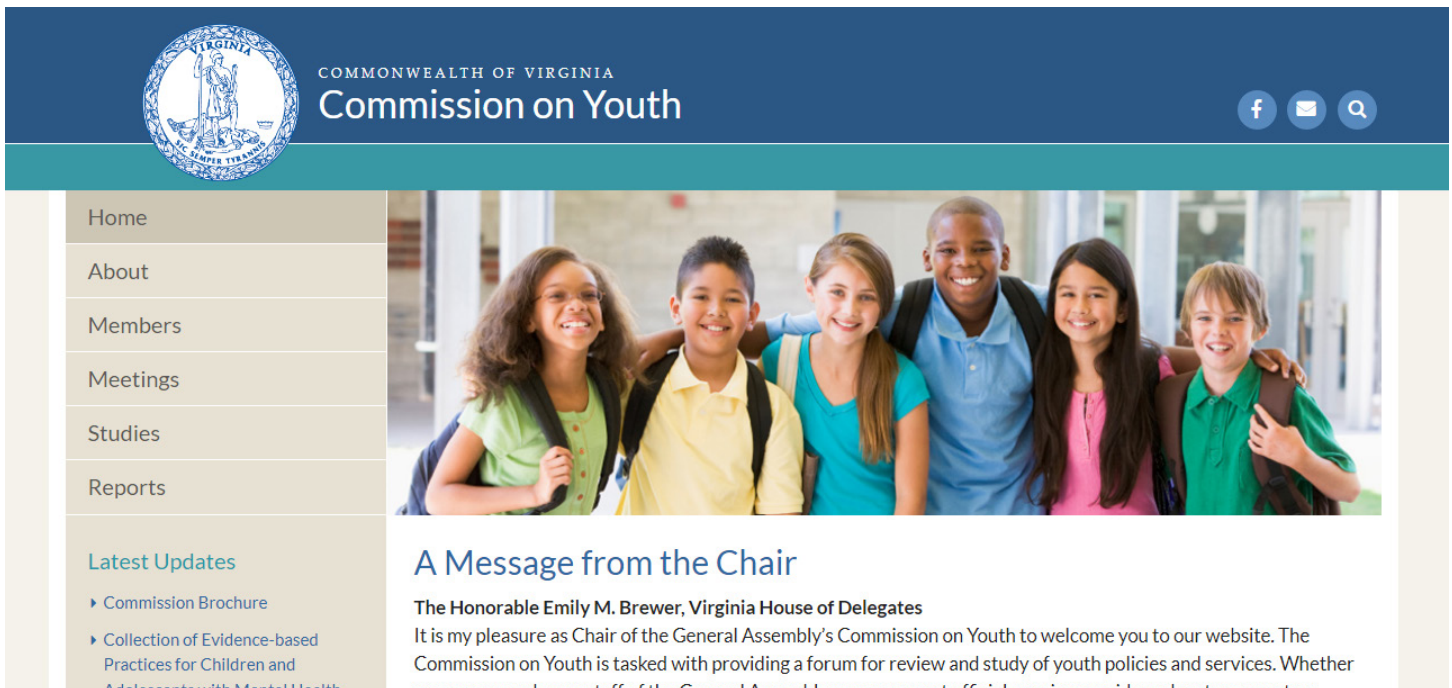 VIRGINIA
SIC SEMPER TYRANNIS
COMMONWEALTH OF VIRGINIA
Commission on Youth
Home
About
Members
Meetings
Studies
Reports
Latest Updates
Commission Brochure
Collection of Evidence-based
Practices for Children and
Adolescents with Mental Health
A Message from the Chair
The Honorable Emily M. Brewer, Virginia House of Delegates
It is my pleasure as Chair of the General Assembly’s Commission on Youth to welcome you to our website. The
Commission on Youth is tasked with providing a forum for review and study of youth policies and services. Whether